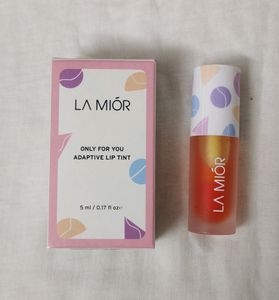 LA MIÓR
ONLY FOR YOU
ADAPTIVE LIP TINT
5 ml / 0.17 fl oz℮
LA MIÓR